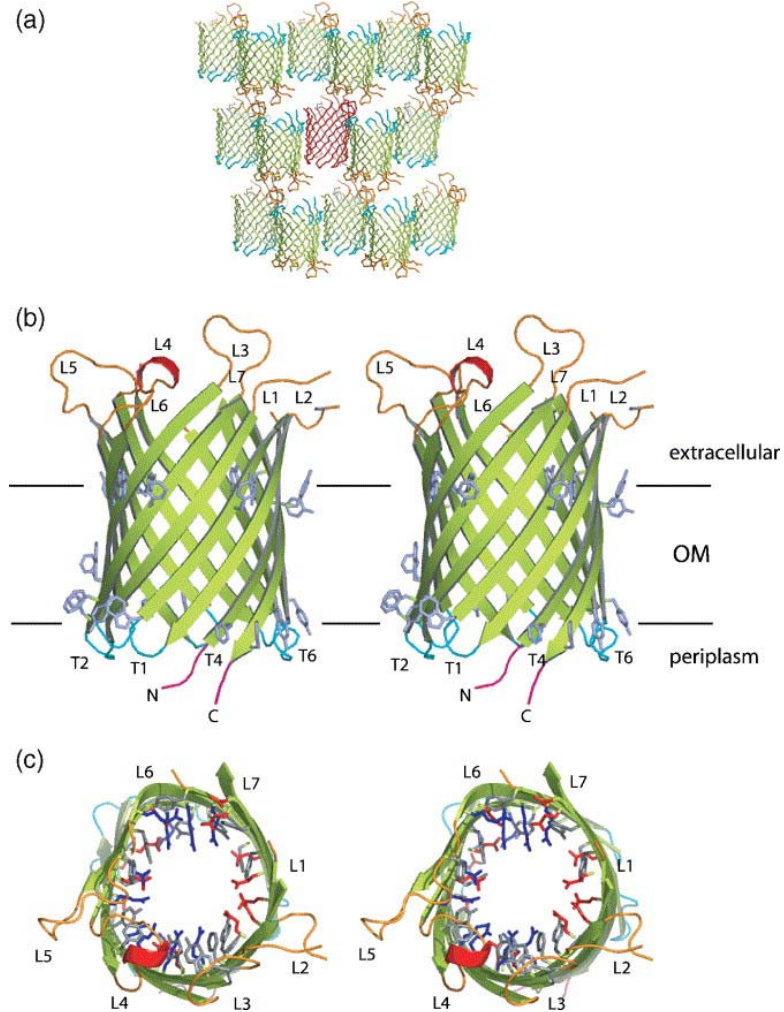 (a)
(b)
L4 L3
L5 L7
L6 L1 L2
L4 L3
L5 L7
L6 L1 L2
extracellular
OM
periplasm
T2 T1 T4 T6
N
C
T2 T1 T4 T6
N
C
(c)
L6 L7
L1
L5 L2
L4 L3
L6 L7
L1
L5 L2
L4 L3